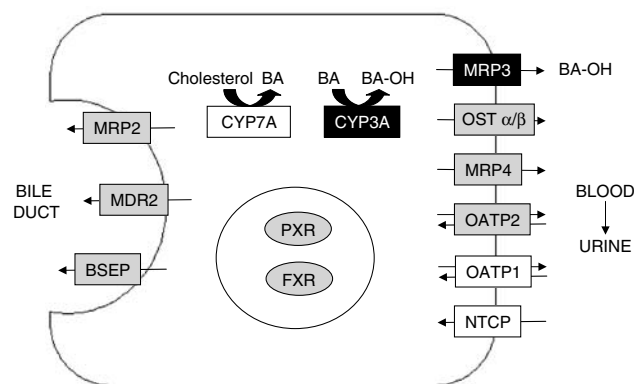 Cholesterol BA
BA BA-OH
CYP7A
CYP3A
MRP2
MDR2
BSEP
BILE
DUCT
PXR
FXR
MRP3
BA-OH
OST α/β
MRP4
OATP2
OATP1
NTCP
BLOOD
URINE